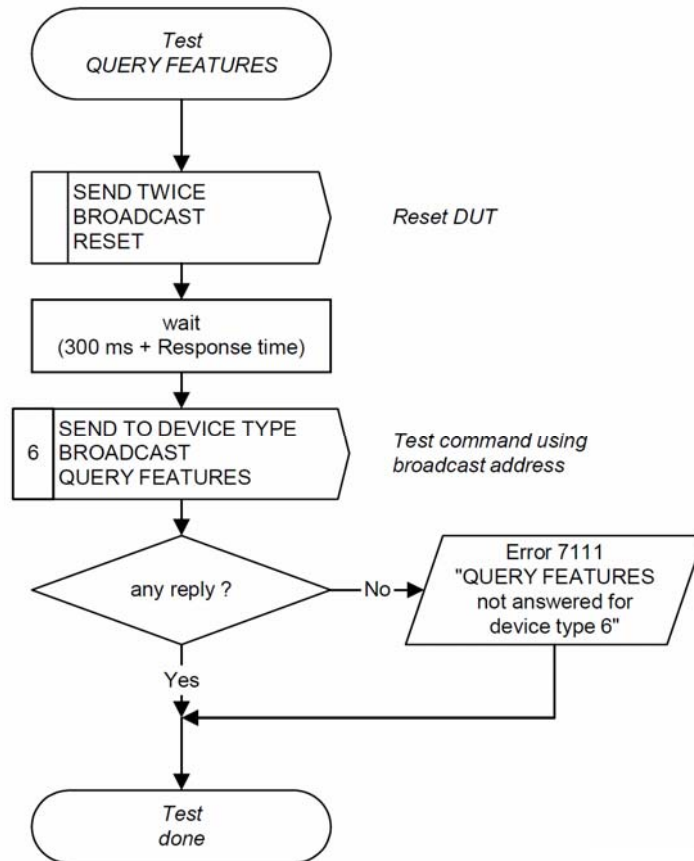 Test
QUERY FEATURES
SEND TWICE
BROADCAST
RESET
Reset DUT
wait
(300 ms + Response time)
6
SEND TO DEVICE TYPE
BROADCAST
QUERY FEATURES
Test command using
broadcast address
any reply ?
No
Error 7111
"QUERY FEATURES
not answered for
device type 6"
Yes
Test
done